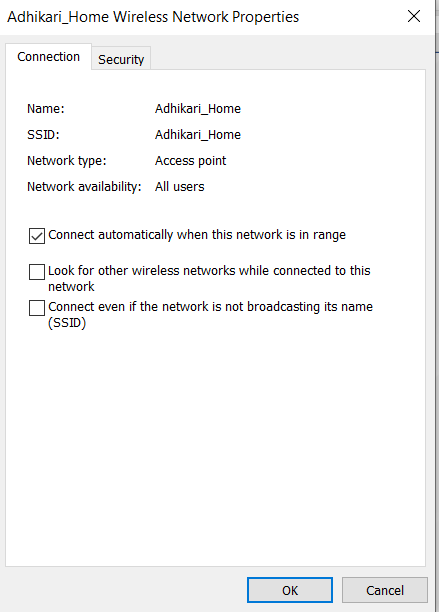 Adhikari_Home Wireless Network Properties
Connection
Security
Name: Adhikari_Home
SSID: Adhikari_Home
Network type: Access point
Network availability: All users
Connect automatically when this network is in range
Look for other wireless networks while connected to this
network
Connect even if the network is not broadcasting its name
(SSID)
OK
Cancel